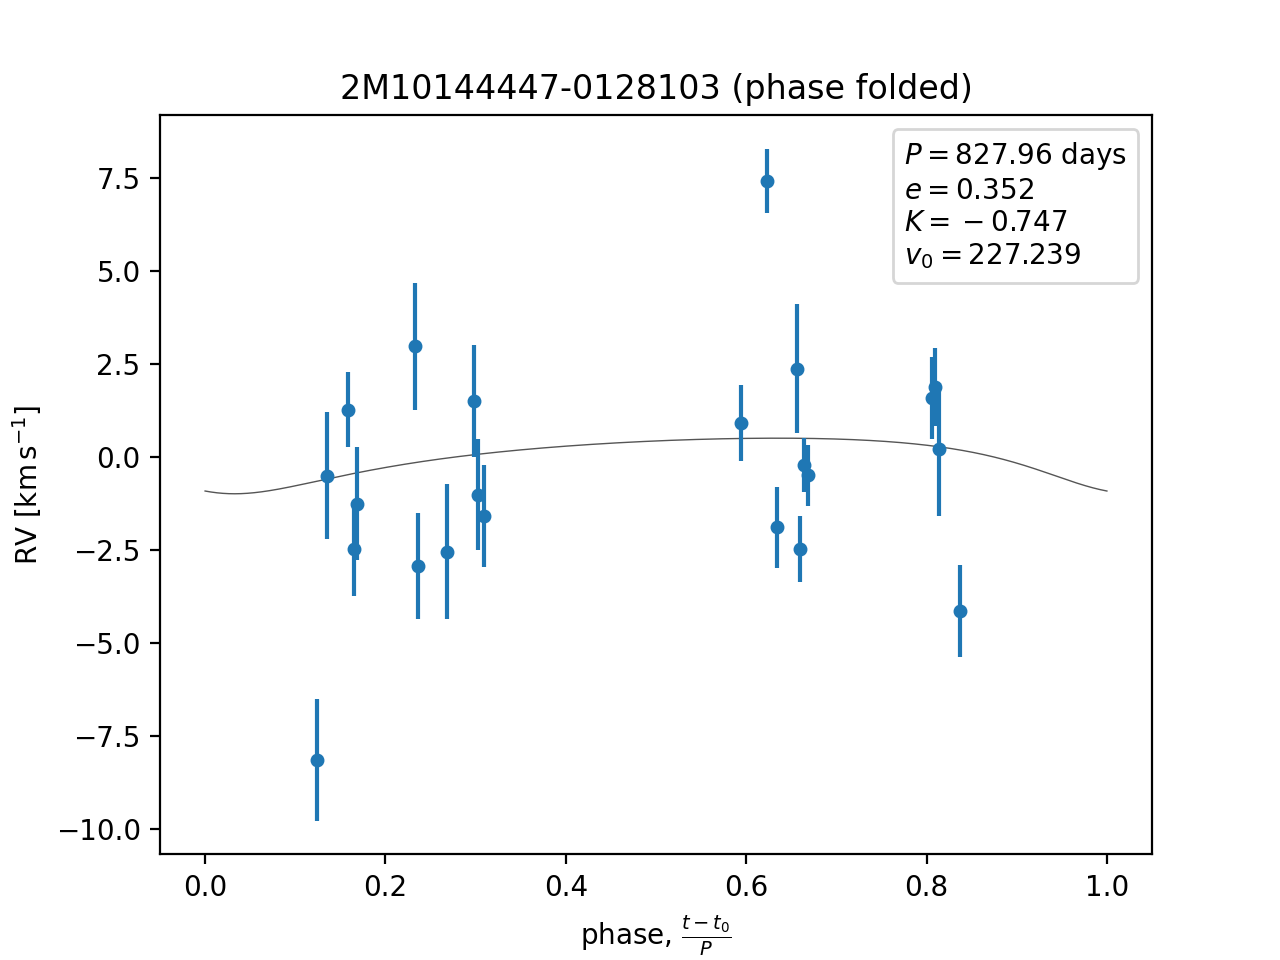 2M10144447-0128103 (phase folded)
P = 827.96 days
e = 0.352
K = −0.747
v₀ = 227.239
7.5
5.0
2.5
0.0
−2.5
−5.0
−7.5
−10.0
RV [km s⁻¹]
0.0 0.2 0.4 0.6 0.8 1.0
phase, (t − t₀)/P